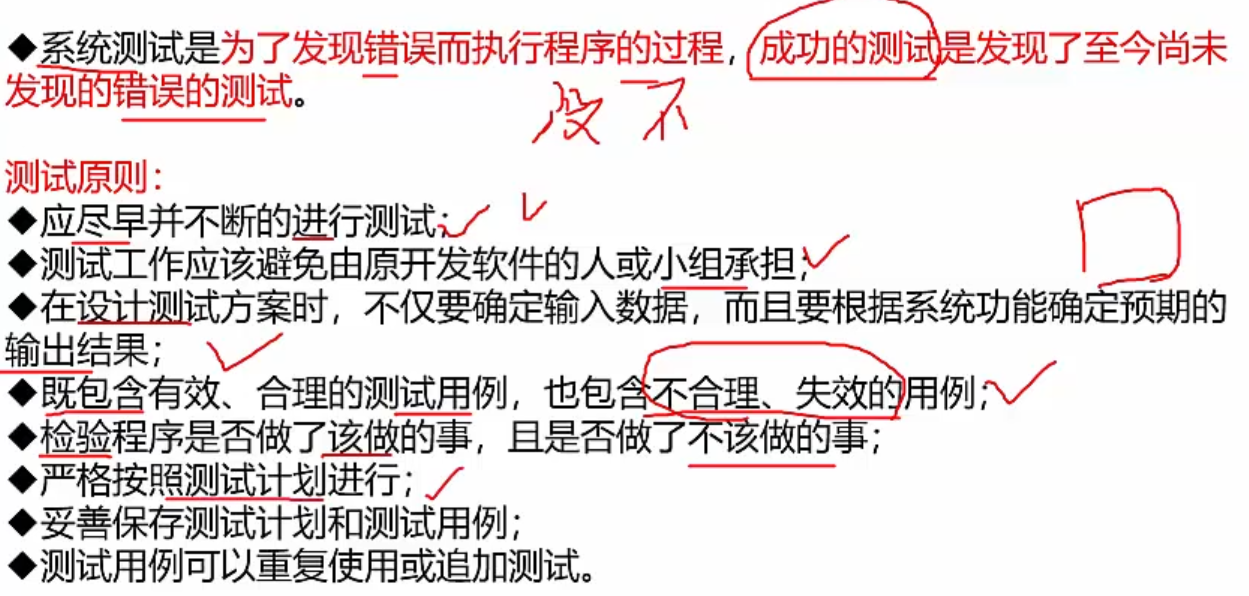 ◆系统测试是为了发现错误而执行程序的过程，成功的测试是发现了至今尚未
发现的错误的测试。
没 不
测试原则：
◆应尽早并不断的进行测试；
◆测试工作应该避免由原开发软件的人或小组承担；
◆在设计测试方案时，不仅要确定输入数据，而且要根据系统功能确定预期的
输出结果；
◆既包含有效、合理的测试用例，也包含不合理、失效的用例；
◆检验程序是否做了该做的事，且是否做了不该做的事；
◆严格按照测试计划进行；
◆妥善保存测试计划和测试用例；
◆测试用例可以重复使用或追加测试。